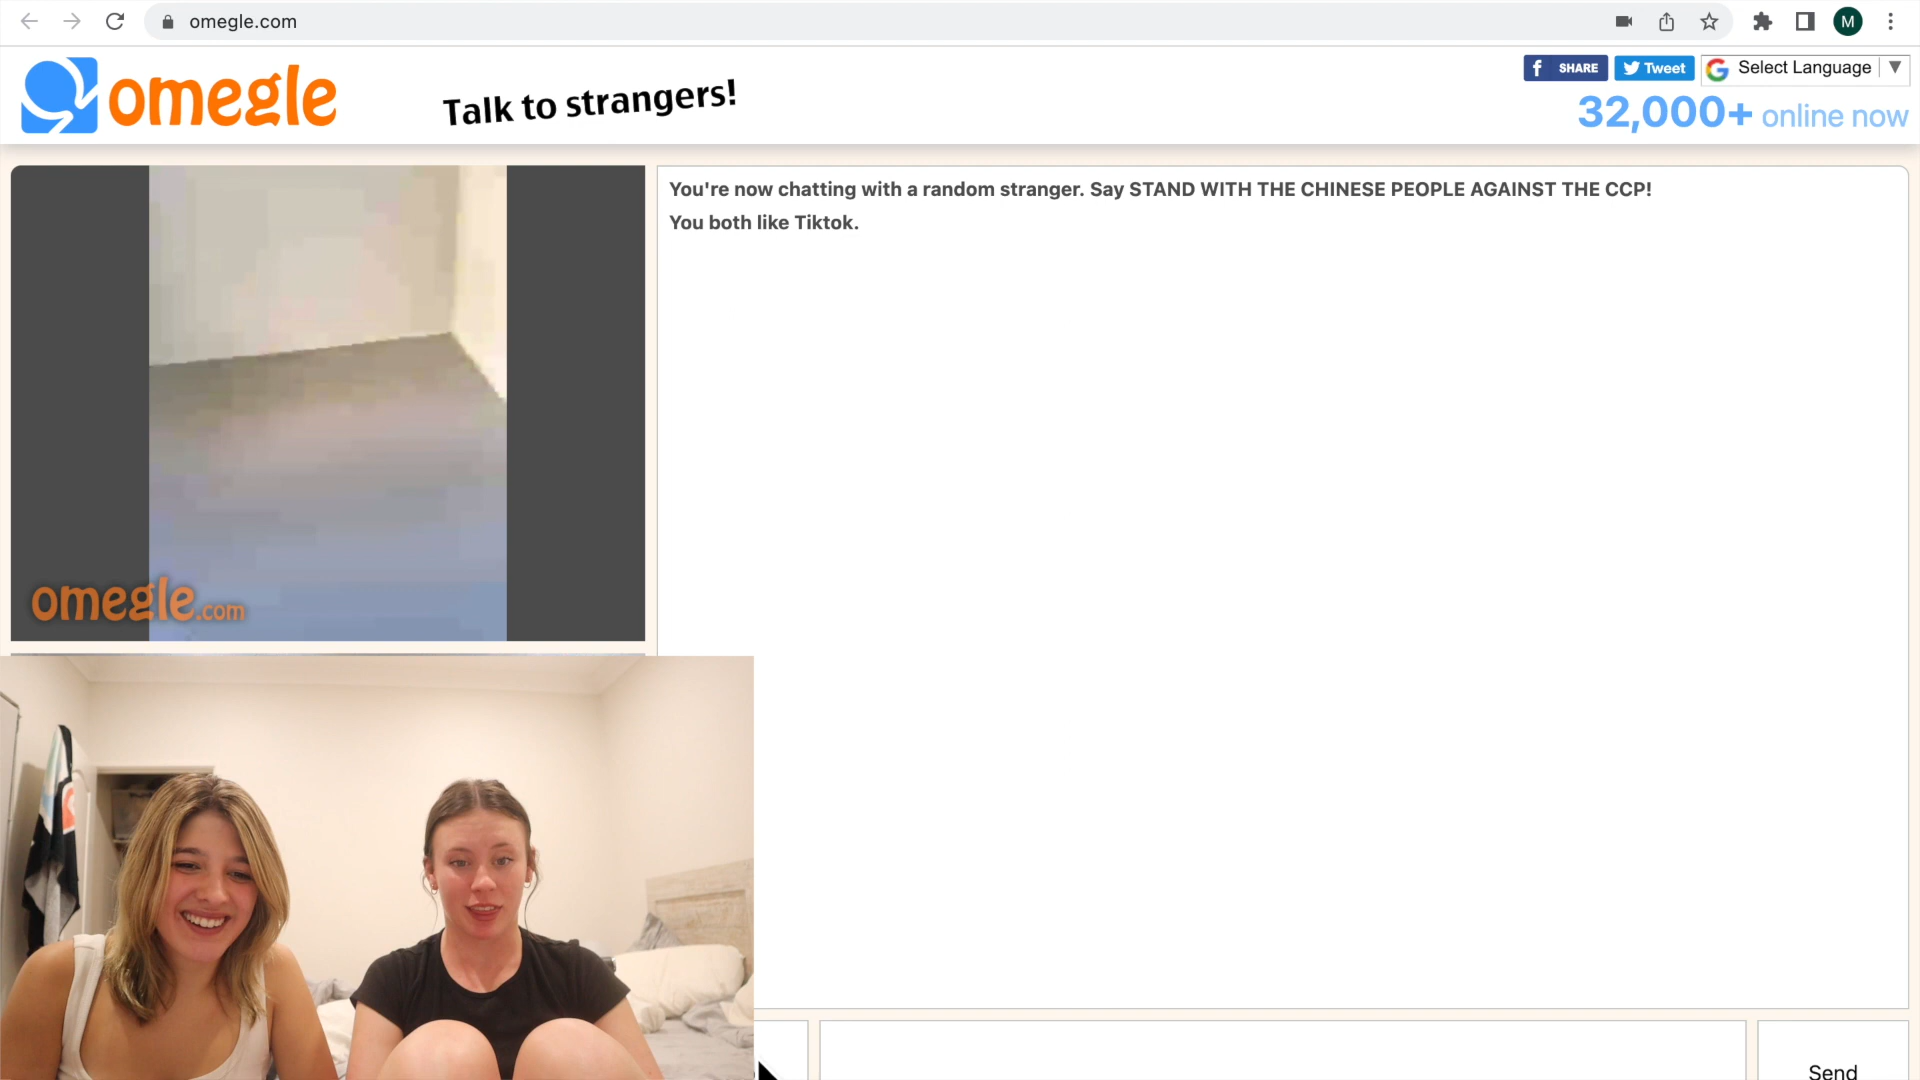 omegle.com
M
omegle
Talk to strangers!
f SHARE
Tweet
G Select Language ▼
32,000+ online now
You're now chatting with a random stranger. Say STAND WITH THE CHINESE PEOPLE AGAINST THE CCP!
You both like Tiktok.
omegle.com
Send